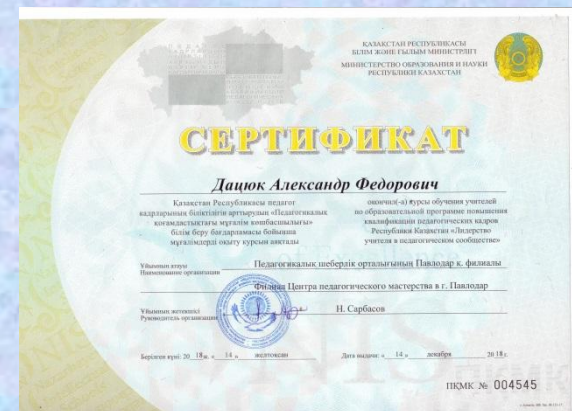 ҚАЗАҚСТАН РЕСПУБЛИКАСЫ
БІЛІМ ЖӘНЕ ҒЫЛЫМ МИНИСТРЛІГІ
МИНИСТЕРСТВО ОБРАЗОВАНИЯ И НАУКИ
РЕСПУБЛИКИ КАЗАХСТАН
СЕРТИФИКАТ
Дацюк Александр Федорович
Қазақстан Республикасы педагог
кадрларының біліктілігін арттырудың «Педагогикалық
қоғамдастықтағы мұғалім көшбасшылығы»
білім беру бағдарламасы бойынша
мұғалімдерді оқыту курсын аяқтады
окончил(-а) курсы обучения учителей
по образовательной программе повышения
квалификации педагогических кадров
Республики Казахстан «Лидерство
учителя в педагогическом сообществе»
Ұйымның атауы Педагогикалық шеберлік орталығының Павлодар қ. филиалы
Наименование организации
Филиал Центра педагогического мастерства в г. Павлодар
Ұйымның жетекшісі
Руководитель организации Н. Сарбасов
Берілген күні: 20 18 ж. « 14 » желтоқсан Дата выдачи: « 14 » декабря 20 18 г.
ПҚМК № 004545